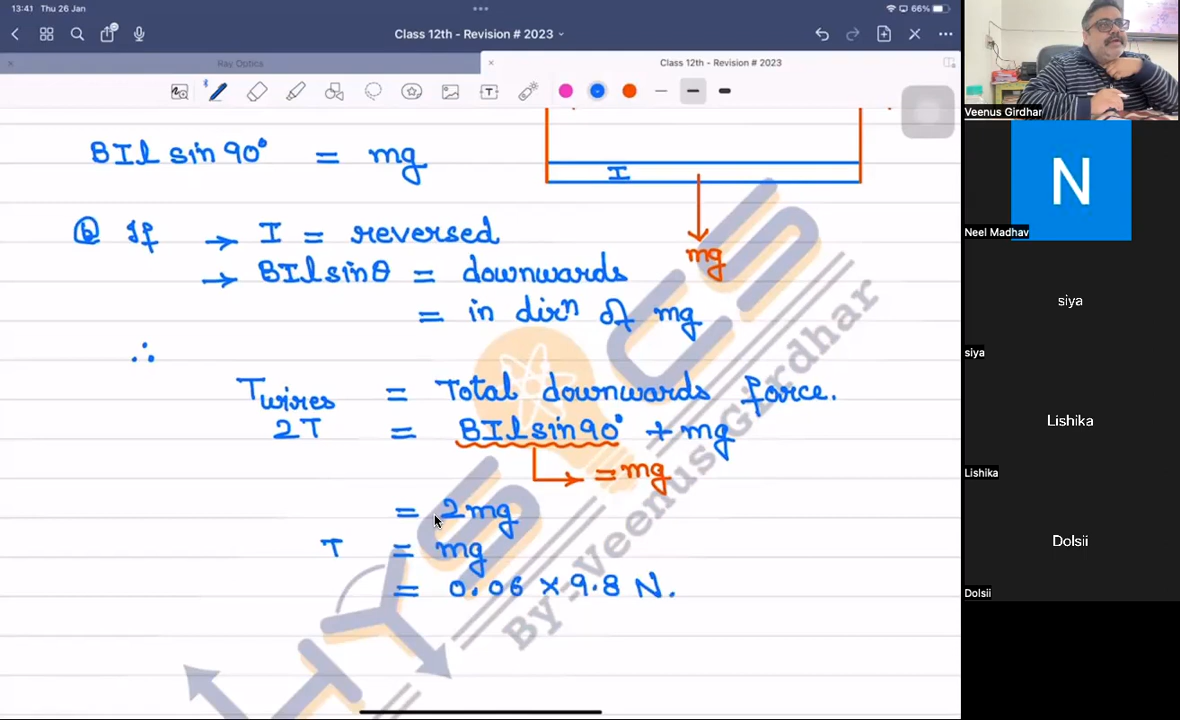 13:41 Thu 26 Jan
66%
Class 12th - Revision # 2023
Ray Optics
Class 12th - Revision # 2023
BIl sin 90° = mg
I
mg
(b) If → I = reversed
→ BIl sinθ = downwards
= in dirⁿ of mg
∴
Twires = Total downwards force.
2T = BIl sin 90° + mg
→ = mg
= 2mg
T = mg
= 0.06 × 9.8 N.
By:-Veenus Girdhar
Veenus Girdhar
N
Neel Madhav
siya
siya
Lishika
Lishika
Dolsii
Dolsii